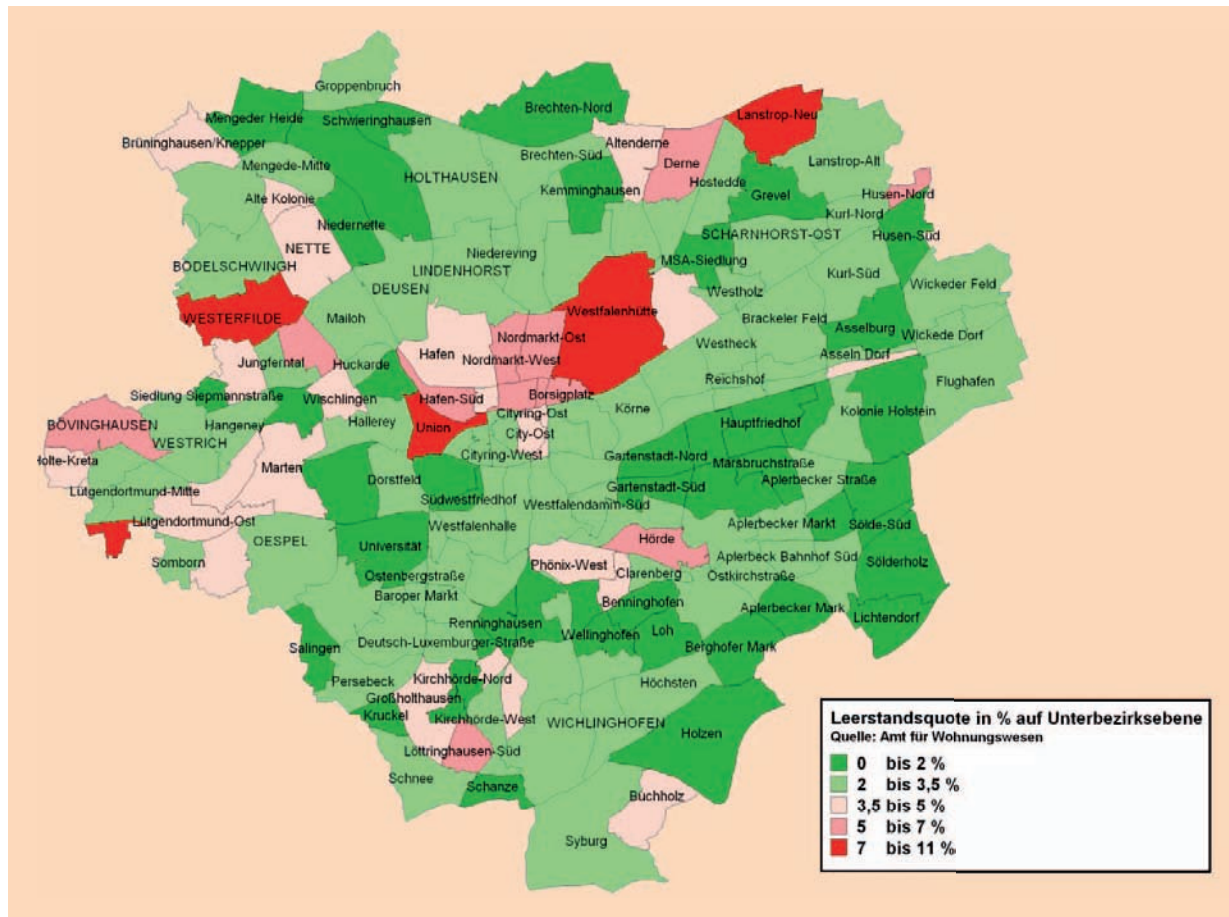 Groppenbruch
Mengeder Heide
Schwieringhausen
Brechten-Nord
Lanstrop-Neu
Brüninghausen/Knepper
Altenderne
Brechten-Süd
Derne
Lanstrop-Alt
Mengede-Mitte
HOLTHAUSEN
Kemminghausen
Hostedde
Grevel
Husen-Nord
Alte Kolonie
Kurl-Nord
Niedernette
SCHARNHORST-OST
Husen-Süd
NETTE
Niedereving
MSA-Siedlung
BODELSCHWINGH
LINDENHORST
Kurl-Süd
DEUSEN
Westholz
Wickeder Feld
WESTERFILDE
Mailoh
Westfalenhütte
Brackeler Feld
Asselburg
Wickede Dorf
Nordmarkt-Ost
Westheck
Hafen
Nordmarkt-West
Asseln Dorf
Jungferntal
Huckarde
Reichshof
Flughafen
Siedlung Siepmannstraße
Wischlingen
Hafen-Süd
Borsigplatz
Körne
Kolonie Holstein
BÖVINGHAUSEN
Hangeney
Hallerey
Union
Cityring-Ost
City-Ost
Hauptfriedhof
WESTRICH
Cityring-West
Gartenstadt-Nord
Marsbruchstraße
Holte-Kreta
Marten
Dorstfeld
Aplerbecker Straße
Lütgendortmund-Mitte
Südwestfriedhof
Gartenstadt-Süd
Westfalendamm-Süd
Lütgendortmund-Ost
Westfalenhalle
Aplerbecker Markt
Sölde-Süd
OESPEL
Universität
Hörde
Aplerbeck Bahnhof Süd
Somborn
Phönix-West
Sölderholz
Ostenbergstraße
Clarenberg
Ostkirchstraße
Baroper Markt
Benninghofen
Aplerbecker Mark
Lichtendorf
Renninghausen
Wellinghofen
Loh
Salingen
Deutsch-Luxemburger-Straße
Berghofer Mark
Persebeck
Kirchhörde-Nord
Höchsten
Großholthausen
Kruckel
Kirchhörde-West
WICHLINGHOFEN
Holzen
Löttringhausen-Süd
Schnee
Schanze
Buchholz
Syburg
Leerstandsquote in % auf Unterbezirksebene
Quelle: Amt für Wohnungswesen
0 bis 2 %
2 bis 3,5 %
3,5 bis 5 %
5 bis 7 %
7 bis 11 %